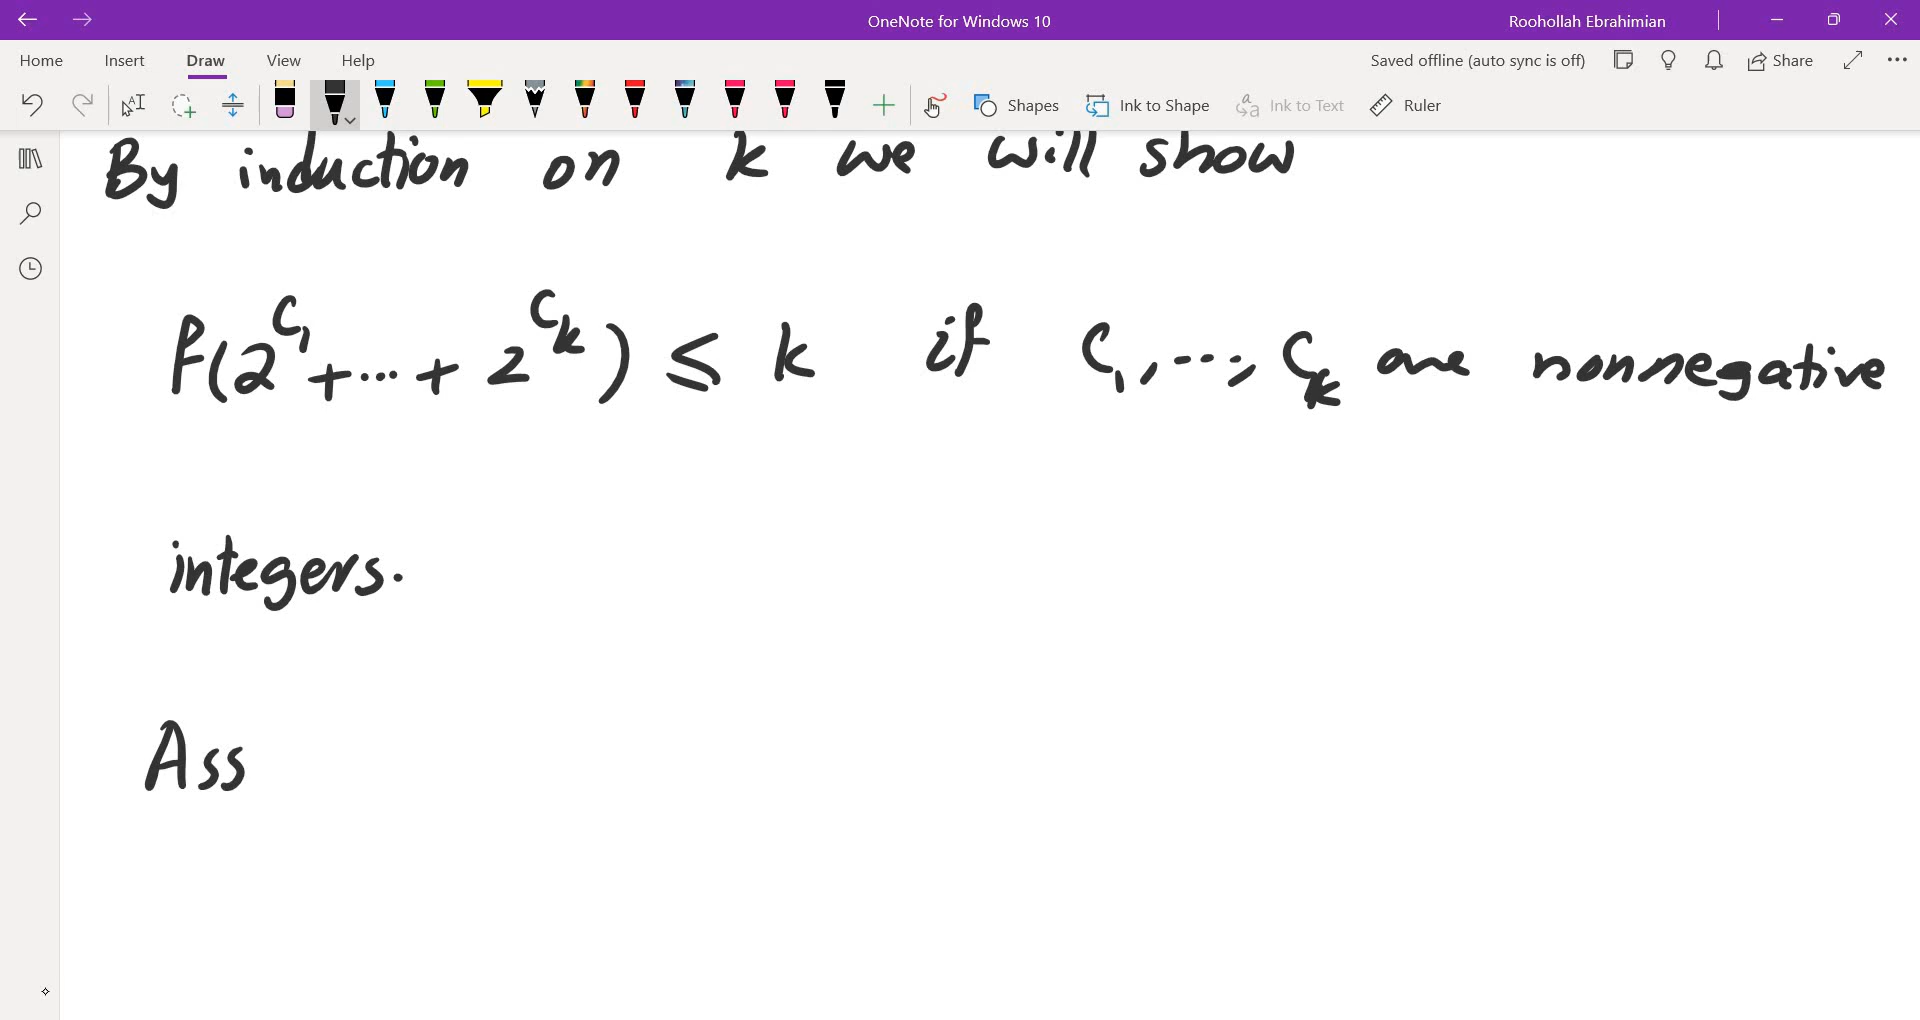 OneNote for Windows 10
Roohollah Ebrahimian
Home Insert Draw View Help
Saved offline (auto sync is off) Share
Shapes Ink to Shape Ink to Text Ruler
By induction on k we will show
f(2^{c_1}+...+2^{c_k}) ≤ k if c_1,...,c_k are nonnegative
integers.
Ass